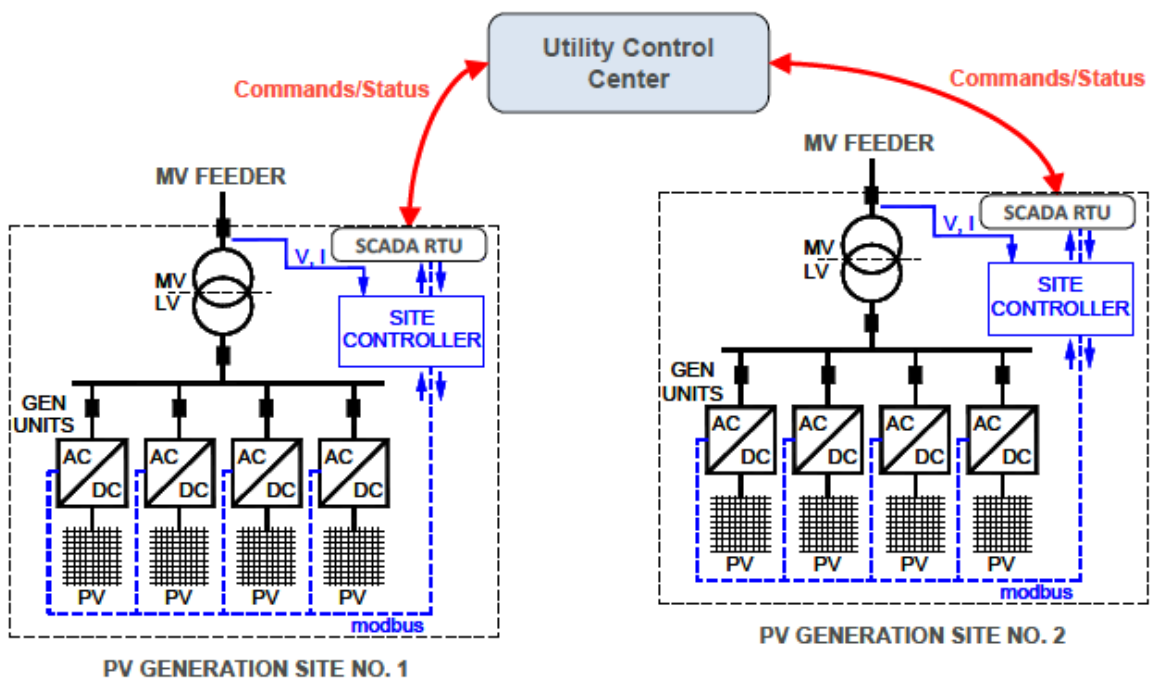 Utility Control
Center
Commands/Status
Commands/Status
MV FEEDER
SCADA RTU
V, I
MV
LV
SITE
CONTROLLER
GEN
UNITS
AC
DC
AC
DC
AC
DC
AC
DC
PV
PV
PV
PV
modbus
PV GENERATION SITE NO. 1
MV FEEDER
SCADA RTU
V, I
MV
LV
SITE
CONTROLLER
GEN
UNITS
AC
DC
AC
DC
AC
DC
AC
DC
PV
PV
PV
PV
modbus
PV GENERATION SITE NO. 2